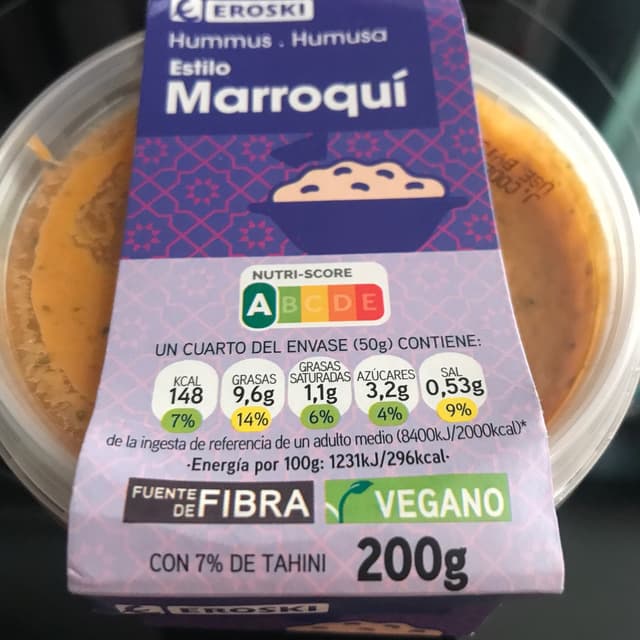 EROSKI
Hummus . Humusa
Estilo
Marroquí
NUTRI-SCORE
A B C D E
UN CUARTO DEL ENVASE (50g) CONTIENE:
KCAL 148 7%
GRASAS 9,6g 14%
GRASAS SATURADAS 1,1g 6%
AZÚCARES 3,2g 4%
SAL 0,53g 9%
de la ingesta de referencia de un adulto medio (8400kJ/2000kcal)*
·Energía por 100g: 1231kJ/296kcal·
FUENTE DE FIBRA
VEGANO
CON 7% DE TAHINI 200g
EROSKI
USE BY